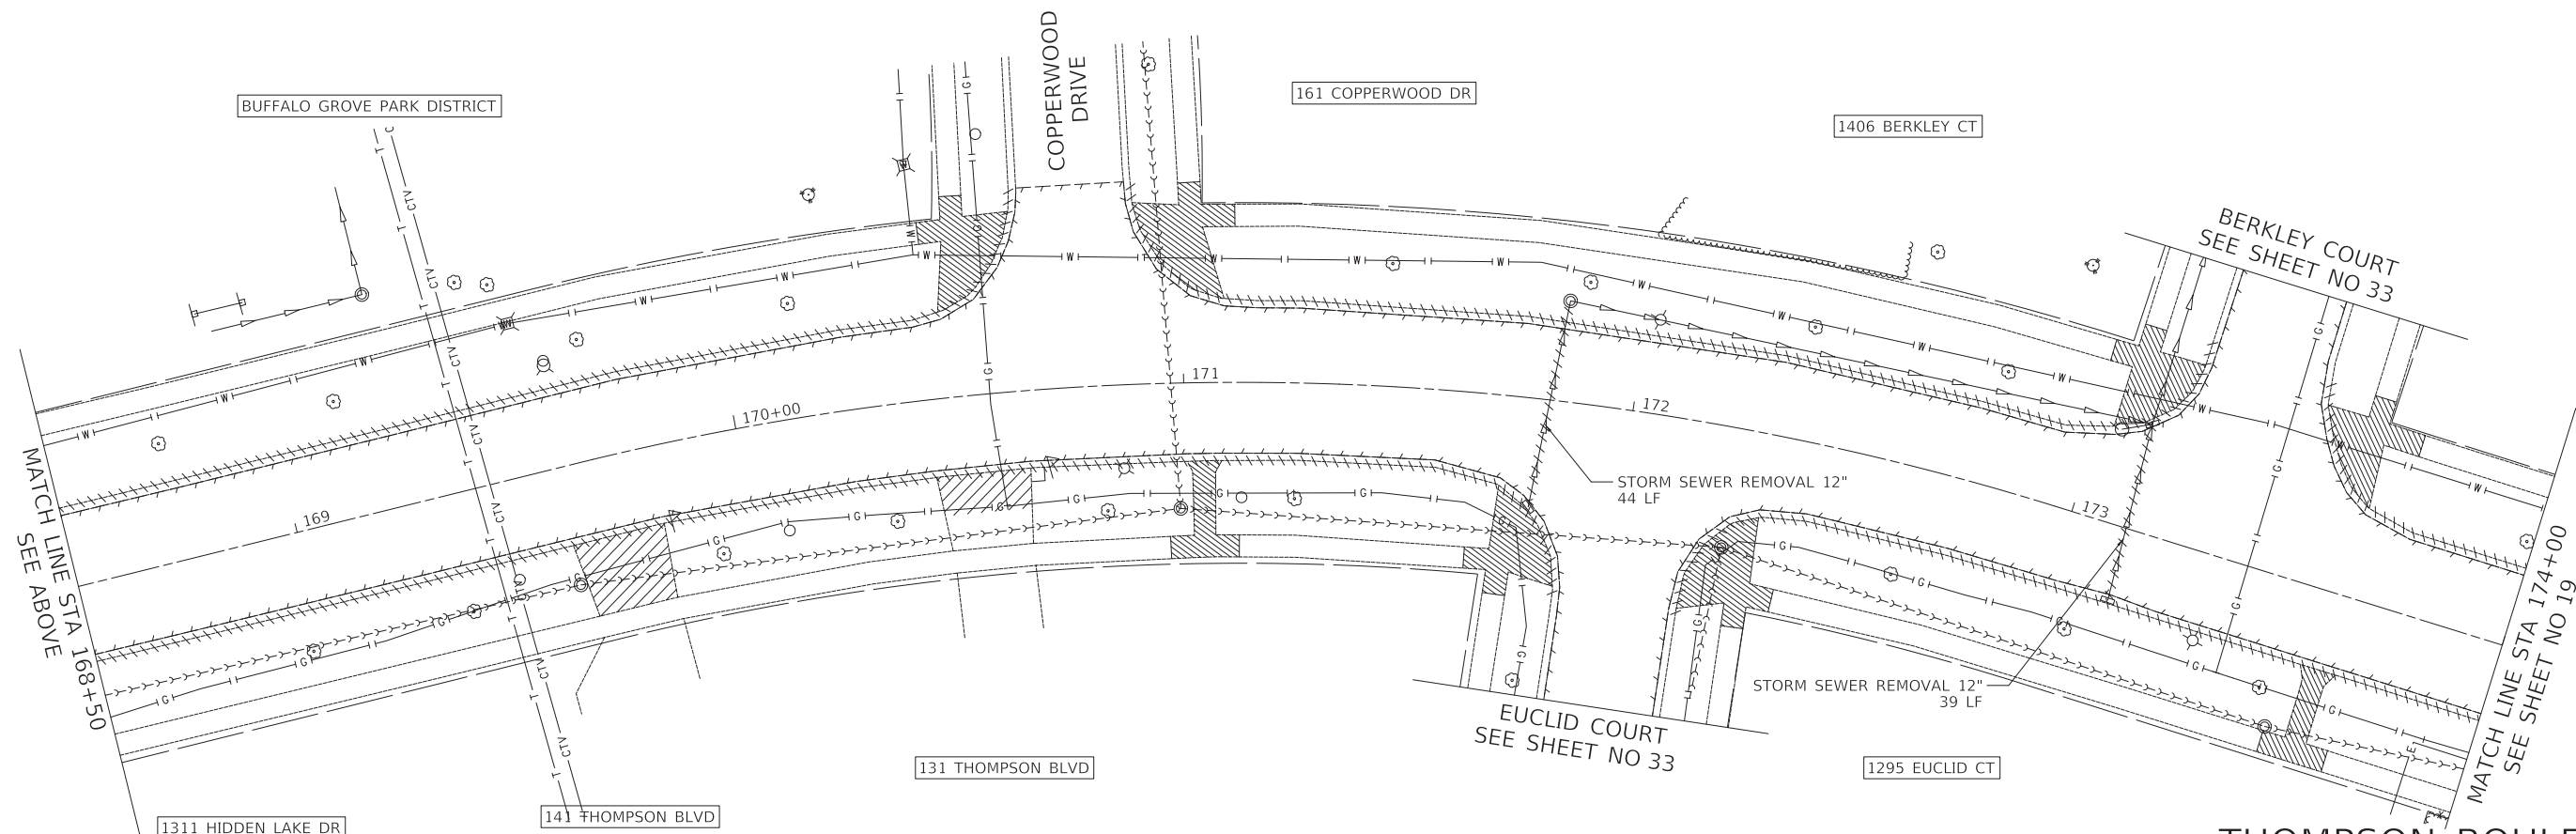 COPPERWOOD
DRIVE
BUFFALO GROVE PARK DISTRICT
161 COPPERWOOD DR
1406 BERKLEY CT
BERKLEY COURT
SEE SHEET NO 33
MATCH LINE STA 168+50
SEE ABOVE
169
170+00
171
172
173
STORM SEWER REMOVAL 12"
44 LF
STORM SEWER REMOVAL 12"
39 LF
EUCLID COURT
SEE SHEET NO 33
MATCH LINE STA 174+00
SEE SHEET NO 19
131 THOMPSON BLVD
1295 EUCLID CT
141 THOMPSON BLVD
1311 HIDDEN LAKE DR